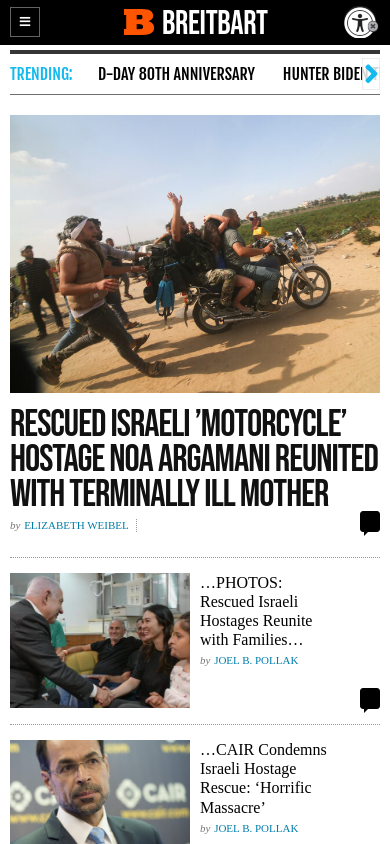 BREITBART
TRENDING: D-DAY 80TH ANNIVERSARY HUNTER BIDEN
RESCUED ISRAELI ’MOTORCYCLE’
HOSTAGE NOA ARGAMANI REUNITED
WITH TERMINALLY ILL MOTHER
by ELIZABETH WEIBEL
…PHOTOS:
Rescued Israeli
Hostages Reunite
with Families…
by JOEL B. POLLAK
…CAIR Condemns
Israeli Hostage
Rescue: ‘Horrific
Massacre’
by JOEL B. POLLAK
CAIR
CAIR